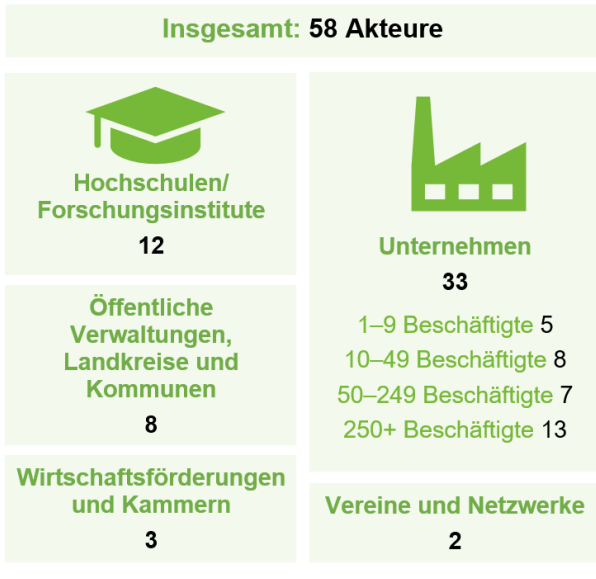 Insgesamt: 58 Akteure
Hochschulen/
Forschungsinstitute
12
Öffentliche
Verwaltungen,
Landkreise und
Kommunen
8
Wirtschaftsförderungen
und Kammern
3
Unternehmen
33
1–9 Beschäftigte 5
10–49 Beschäftigte 8
50–249 Beschäftigte 7
250+ Beschäftigte 13
Vereine und Netzwerke
2